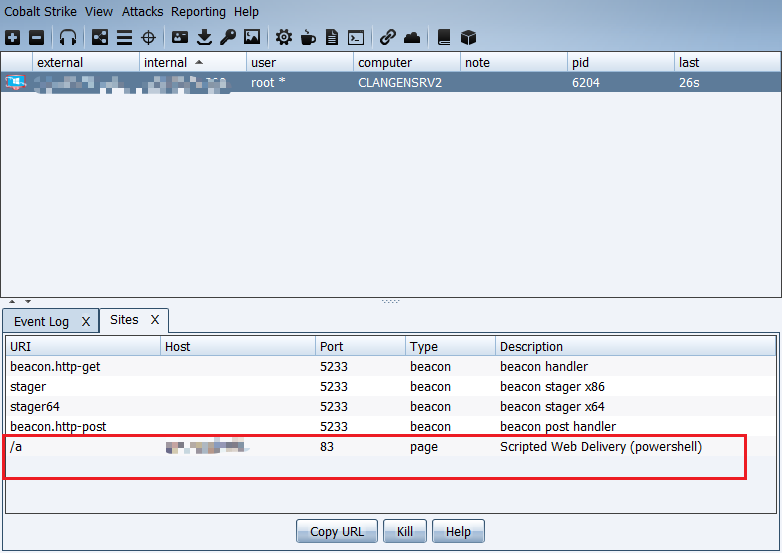 Cobalt Strike View Attacks Reporting Help
external internal user computer note pid last
root * CLANGENSRV2 6204 26s
Event Log X Sites X
URI Host Port Type Description
beacon.http-get 5233 beacon beacon handler
stager 5233 beacon beacon stager x86
stager64 5233 beacon beacon stager x64
beacon.http-post 5233 beacon beacon post handler
/a 83 page Scripted Web Delivery (powershell)
Copy URL Kill Help